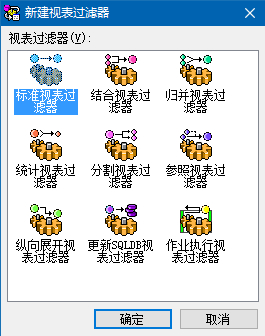 新建视表过滤器
视表过滤器(V):
标准视表过
滤器
结合视表过
滤器
归并视表过
滤器
统计视表过
滤器
分割视表过
滤器
参照视表过
滤器
纵向展开视
表过滤器
更新SQLDB视
表过滤器
作业执行视
表过滤器
确定
取消